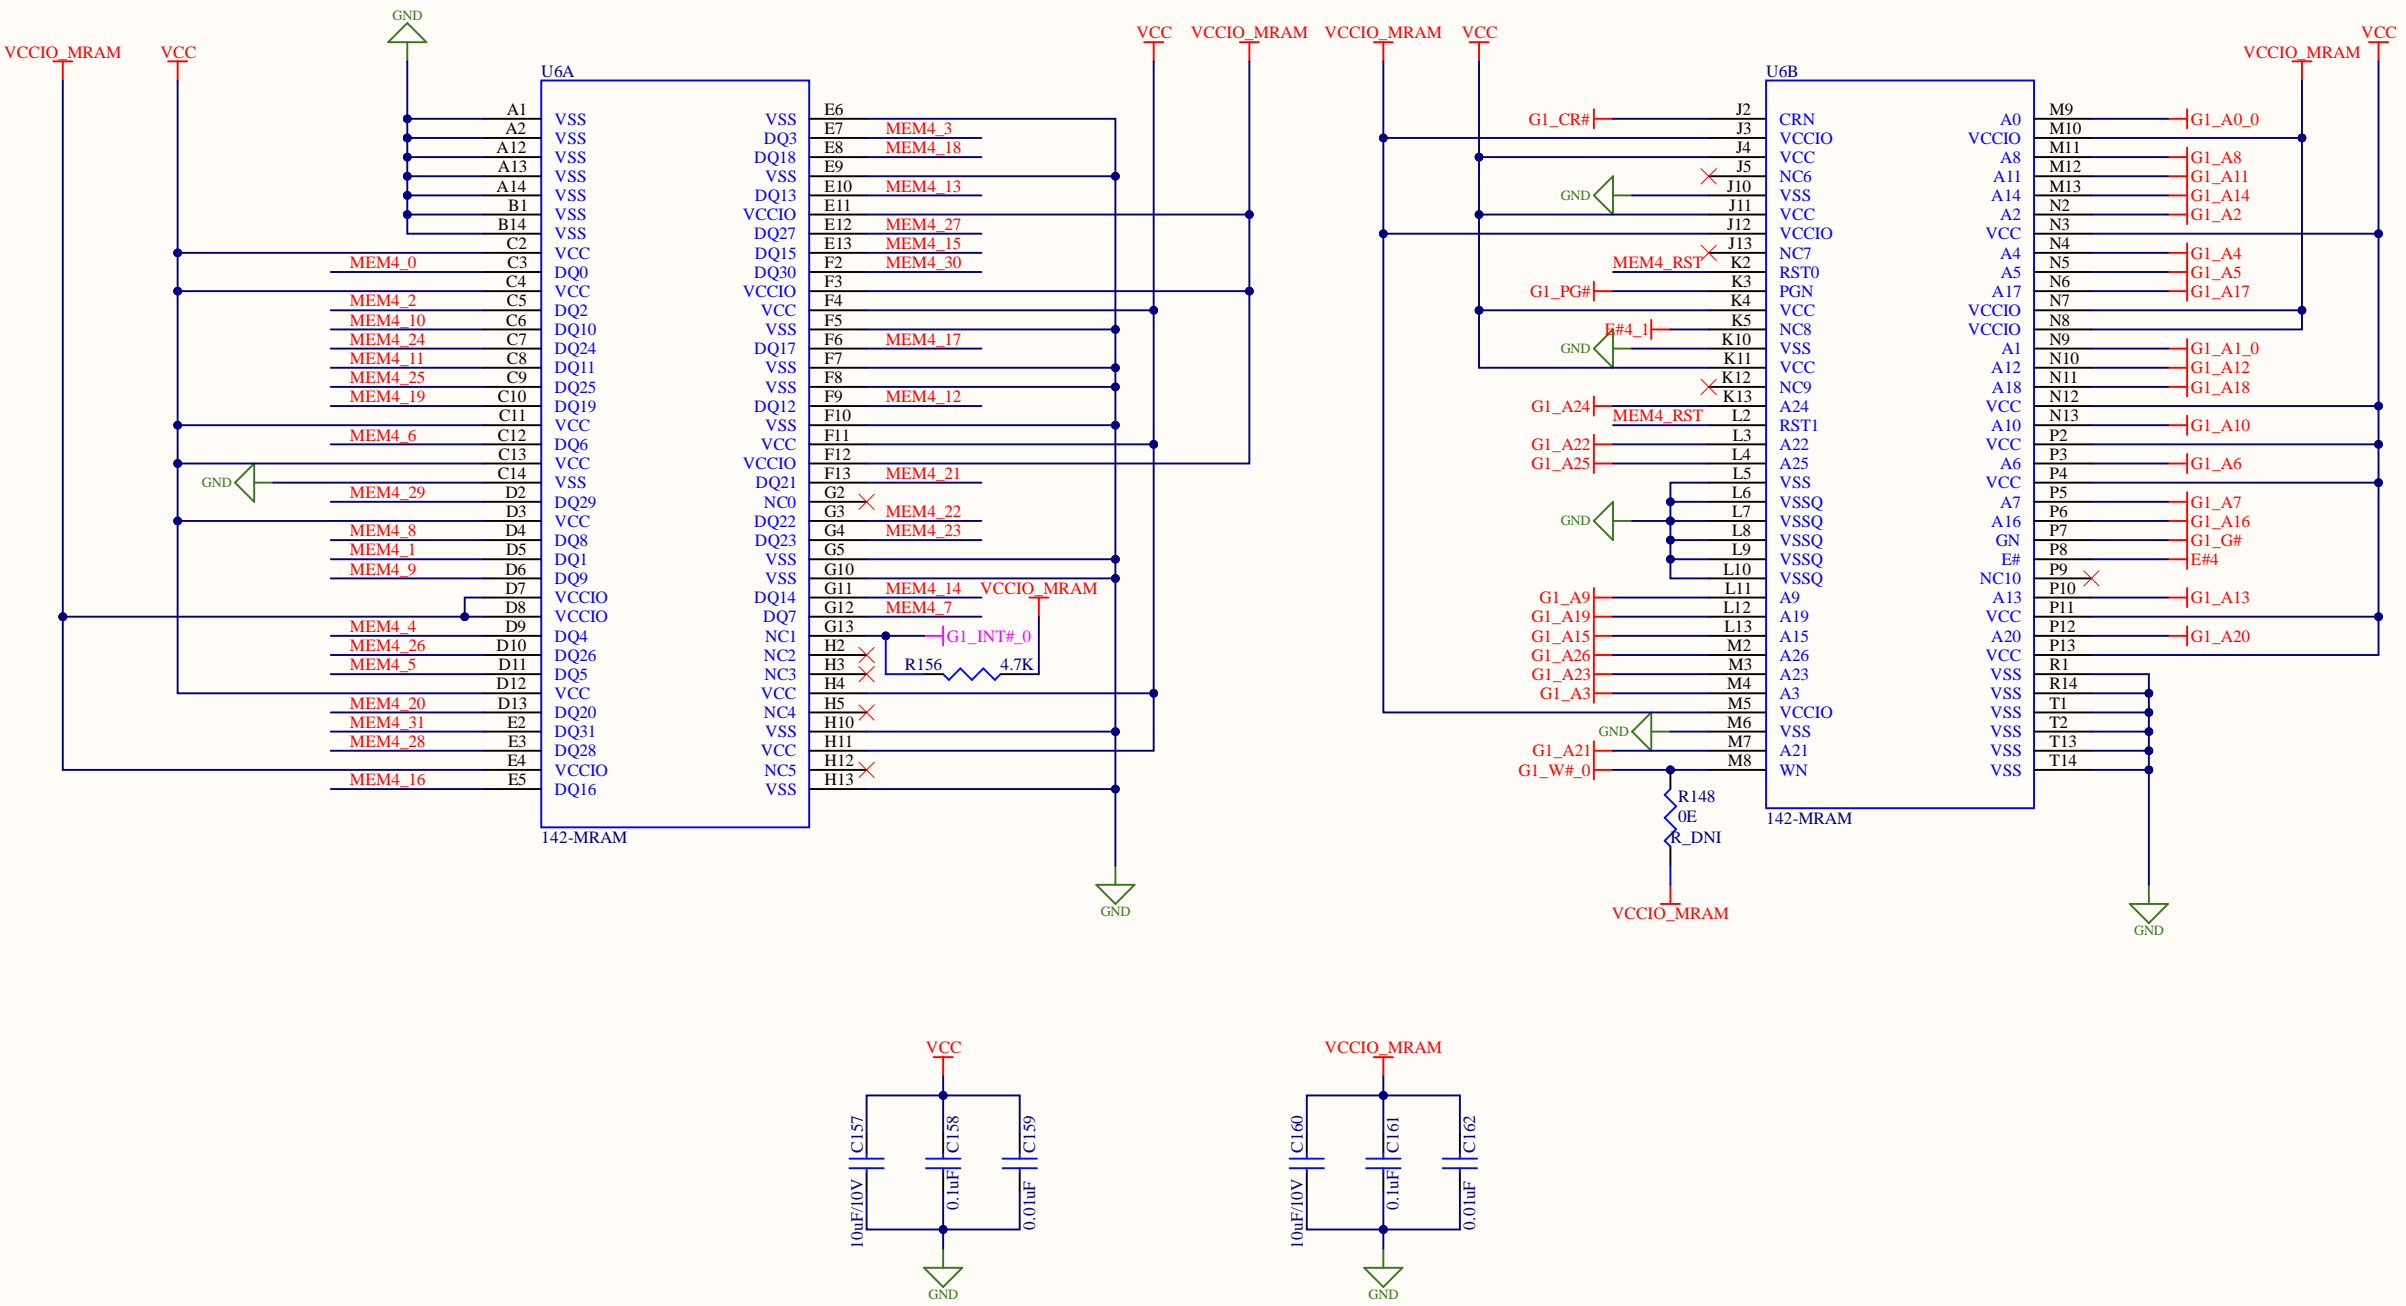 GND
VCCIO_MRAM
VCC
VCC
VCCIO_MRAM
VCCIO_MRAM
VCC
VCCIO_MRAM
VCC
U6A
A1 VSS VSS E6
A2 VSS DQ3 E7 MEM4_3
A12 VSS DQ18 E8 MEM4_18
A13 VSS VSS E9
A14 VSS DQ13 E10 MEM4_13
B1 VSS VCCIO E11
B14 VSS DQ27 E12 MEM4_27
C2 VCC DQ15 E13 MEM4_15
MEM4_0 C3 DQ0 DQ30 F2 MEM4_30
C4 VCC VCCIO F3
MEM4_2 C5 DQ2 VCC F4
MEM4_10 C6 DQ10 VSS F5
MEM4_24 C7 DQ24 DQ17 F6 MEM4_17
MEM4_11 C8 DQ11 VSS F7
MEM4_25 C9 DQ25 VSS F8
MEM4_19 C10 DQ19 DQ12 F9 MEM4_12
C11 VCC VSS F10
MEM4_6 C12 DQ6 VCC F11
C13 VCC VCCIO F12
GND C14 VSS DQ21 F13 MEM4_21
MEM4_29 D2 DQ29 NC0 G2
D3 VCC DQ22 G3 MEM4_22
MEM4_8 D4 DQ8 DQ23 G4 MEM4_23
MEM4_1 D5 DQ1 VSS G5
MEM4_9 D6 DQ9 VSS G10
D7 VCCIO DQ14 G11 MEM4_14 VCCIO_MRAM
D8 VCCIO DQ7 G12 MEM4_7
MEM4_4 D9 DQ4 NC1 G13 G1_INT#_0
MEM4_26 D10 DQ26 NC2 H2
MEM4_5 D11 DQ5 NC3 H3 R156 4.7K
D12 VCC VCC H4
MEM4_20 D13 DQ20 NC4 H5
MEM4_31 E2 DQ31 VSS H10
MEM4_28 E3 DQ28 VCC H11
E4 VCCIO NC5 H12
MEM4_16 E5 DQ16 VSS H13
142-MRAM
GND
U6B
G1_CR# J2 CRN A0 M9 G1_A0_0
J3 VCCIO VCCIO M10
J4 VCC A8 M11 G1_A8
J5 NC6 A11 M12 G1_A11
GND J10 VSS A14 M13 G1_A14
J11 VCC A2 N2 G1_A2
J12 VCCIO VCC N3
J13 NC7 A4 N4 G1_A4
MEM4_RST K2 RST0 A5 N5 G1_A5
G1_PG# K3 PGN A17 N6 G1_A17
K4 VCC VCCIO N7
E#4_1 K5 NC8 VCCIO N8
GND K10 VSS A1 N9 G1_A1_0
K11 VCC A12 N10 G1_A12
K12 NC9 A18 N11 G1_A18
G1_A24 K13 A24 VCC N12
MEM4_RST L2 RST1 A10 N13 G1_A10
G1_A22 L3 A22 VCC P2
G1_A25 L4 A25 A6 P3 G1_A6
L5 VSS VCC P4
L6 VSSQ A7 P5 G1_A7
GND L7 VSSQ A16 P6 G1_A16
L8 VSSQ GN P7 G1_G#
L9 VSSQ E# P8 E#4
L10 VSSQ NC10 P9
G1_A9 L11 A9 A13 P10 G1_A13
G1_A19 L12 A19 VCC P11
G1_A15 L13 A15 A20 P12 G1_A20
G1_A26 M2 A26 VCC P13
G1_A23 M3 A23 VSS R1
G1_A3 M4 A3 VSS R14
M5 VCCIO VSS T1
GND M6 VSS VSS T2
G1_A21 M7 A21 VSS T13
G1_W#_0 M8 WN VSS T14
R148
0E
R_DNI
142-MRAM
VCCIO_MRAM
GND
VCC
C157 10uF/10V
C158 0.1uF
C159 0.01uF
GND
VCCIO_MRAM
C160 10uF/10V
C161 0.1uF
C162 0.01uF
GND